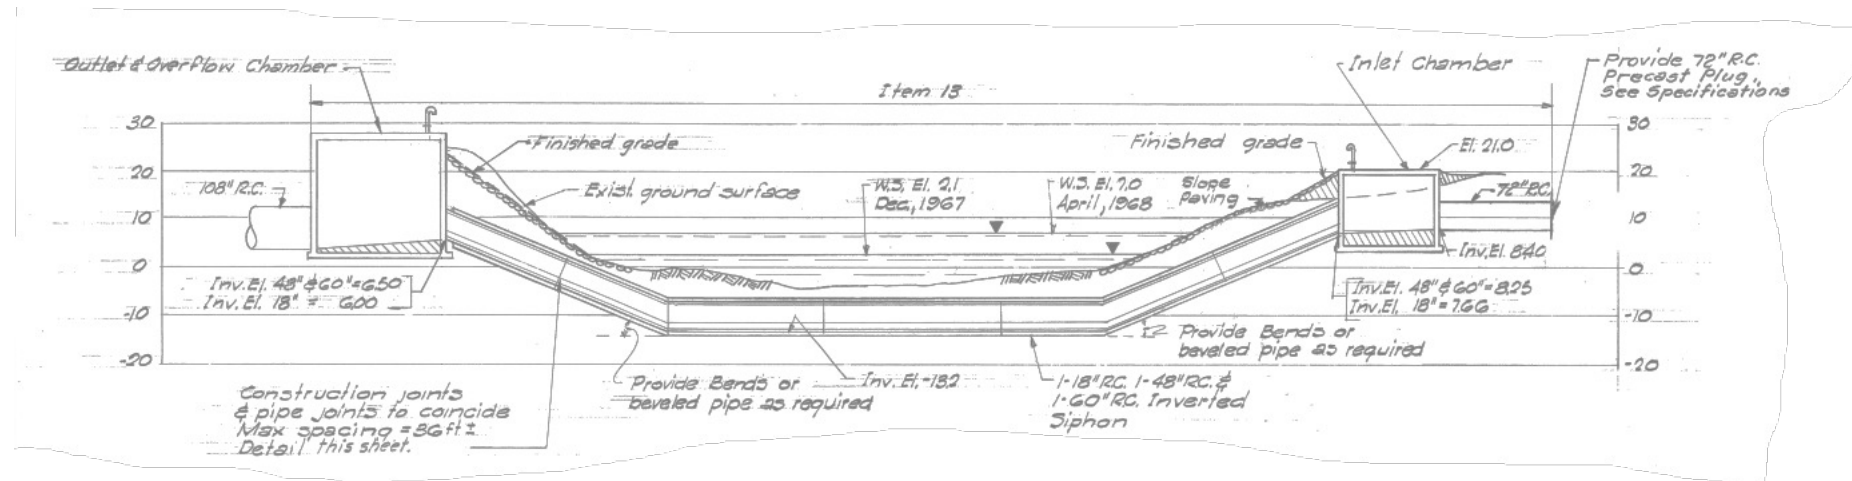 Outlet & Overflow Chamber
Item 13
Inlet Chamber
Provide 72" R.C.
Precast Plug,
See Specifications
30
20
10
0
-10
-20
30
20
10
0
-10
-20
Finished grade
Exist. ground surface
108" R.C.
W.S. El. 2.1
Dec., 1967
W.S. El. 7.0
April, 1968
Slope
Paving
Finished grade
El. 21.0
72" R.C.
Inv. El. 8.40
Inv. El. 48" & 60" = 6.50
Inv. El. 18" = 6.00
Inv. El. 48" & 60" = 8.25
Inv. El. 18" = 7.66
Provide Bends or
beveled pipe as required
Construction joints
& pipe joints to coincide
Max spacing = 36 ft ±
Detail this sheet.
Provide Bends or
beveled pipe as required
Inv. El. -13.2
1-18" R.C. 1-48" R.C. &
1-60" R.C. Inverted
Siphon